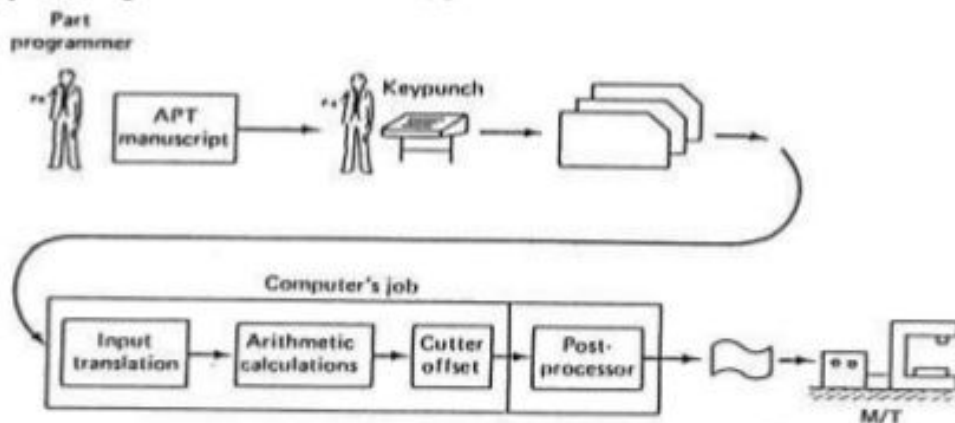 Part
programmer
APT
manuscript
Keypunch
Computer's job
Input
translation
Arithmetic
calculations
Cutter
offset
Post-
processor
M/T